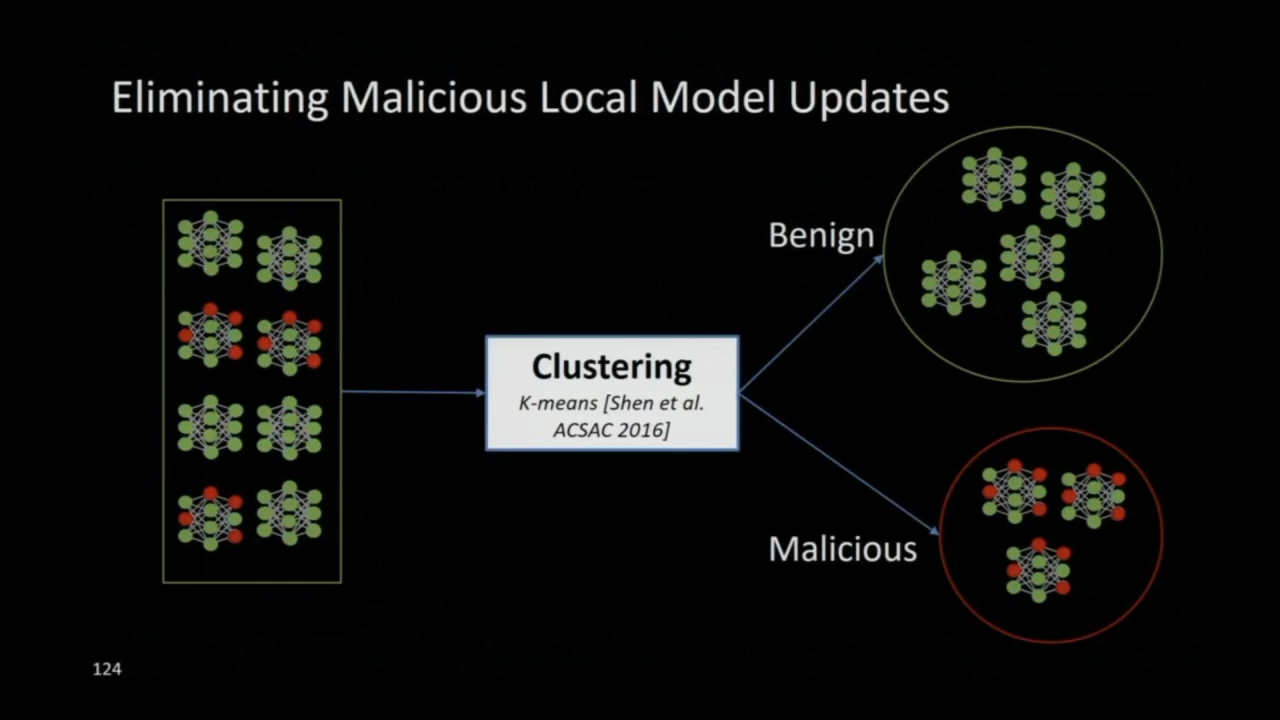 Eliminating Malicious Local Model Updates
Benign
Clustering
K-means [Shen et al.
ACSAC 2016]
Malicious
124